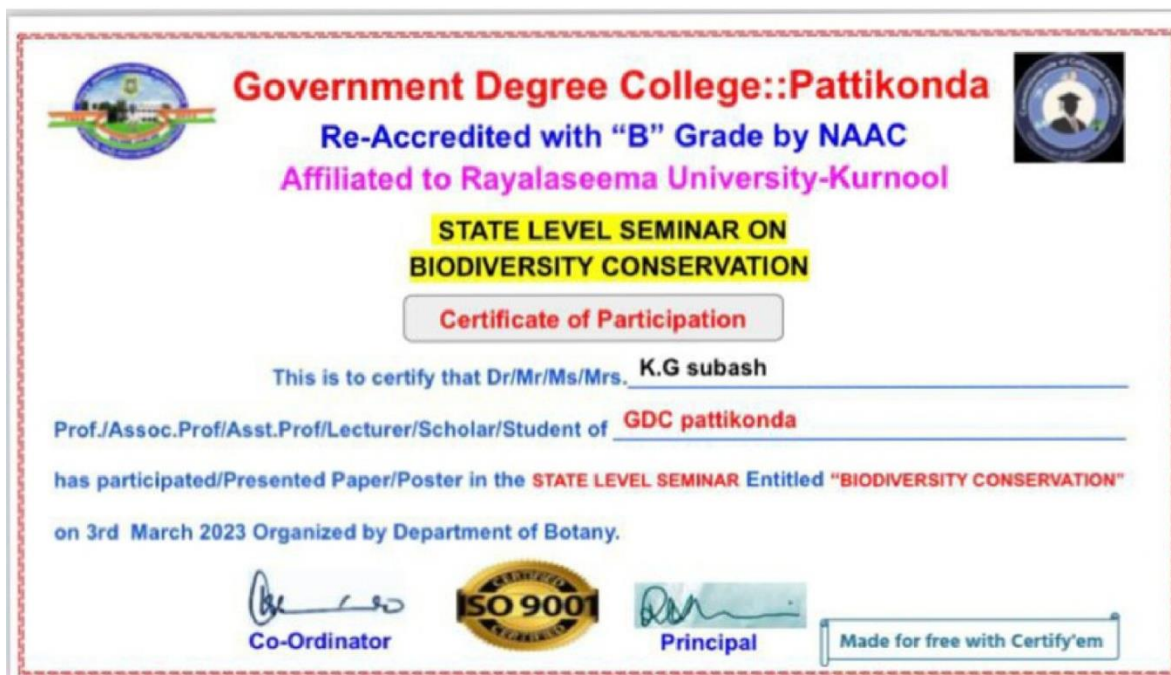 Government Degree College::Pattikonda
Re-Accredited with “B” Grade by NAAC
Affiliated to Rayalaseema University-Kurnool
STATE LEVEL SEMINAR ON
BIODIVERSITY CONSERVATION
Certificate of Participation
This is to certify that Dr/Mr/Ms/Mrs. K.G subash
Prof./Assoc.Prof/Asst.Prof/Lecturer/Scholar/Student of GDC pattikonda
has participated/Presented Paper/Poster in the STATE LEVEL SEMINAR Entitled "BIODIVERSITY CONSERVATION"
on 3rd March 2023 Organized by Department of Botany.
CERTIFIED
ISO 9001
CERTIFIED
Co-Ordinator
Principal
Made for free with Certify'em